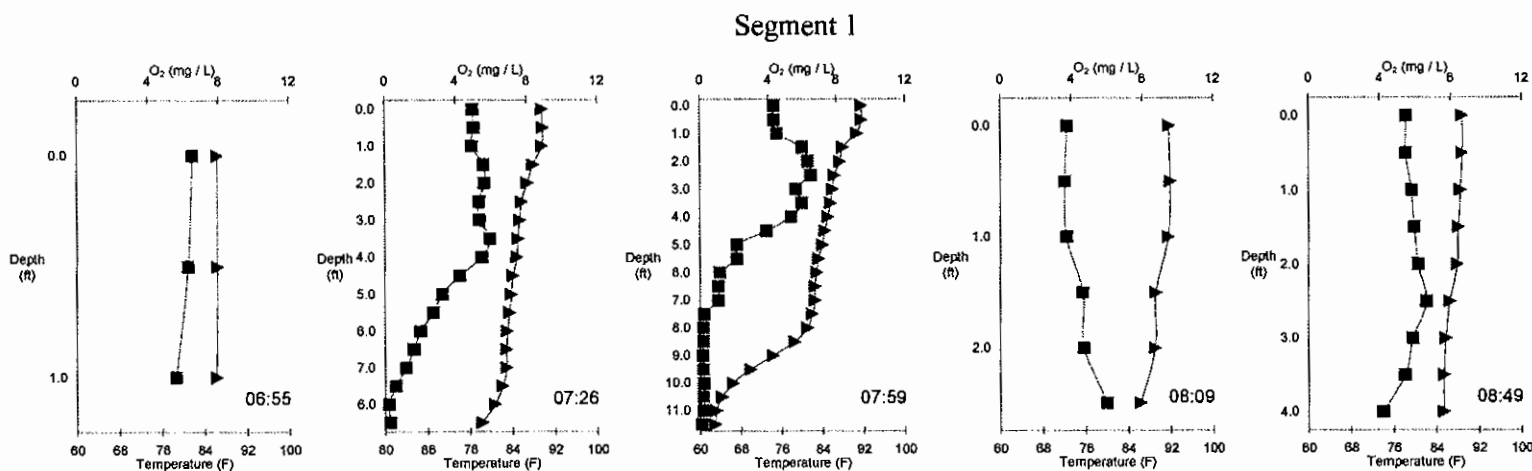 Segment 1
0 4 8 12
O₂ (mg / L)
0.0
Depth
(ft)
1.0
06:55
60 68 76 84 92 100
Temperature (F)
0 4 8 12
O₂ (mg / L)
0.0
1.0
2.0
3.0
Depth
(ft)
4.0
5.0
6.0
7.0
6.0
07:26
60 68 78 84 92 100
Temperature (F)
0 4 8 12
O₂ (mg / L)
0.0
1.0
2.0
3.0
4.0
Depth
(ft)
5.0
8.0
7.0
8.0
9.0
10.0
11.0
07:59
60 68 76 84 92 100
Temperature (F)
0 4 8 12
O₂ (mg / L)
0.0
1.0
Depth
(ft)
2.0
08:09
60 68 76 84 92 100
Temperature (F)
0 4 8 12
O₂ (mg / L)
0.0
1.0
Depth
(ft)
2.0
3.0
4.0
08:49
60 68 76 84 92 100
Temperature (F)